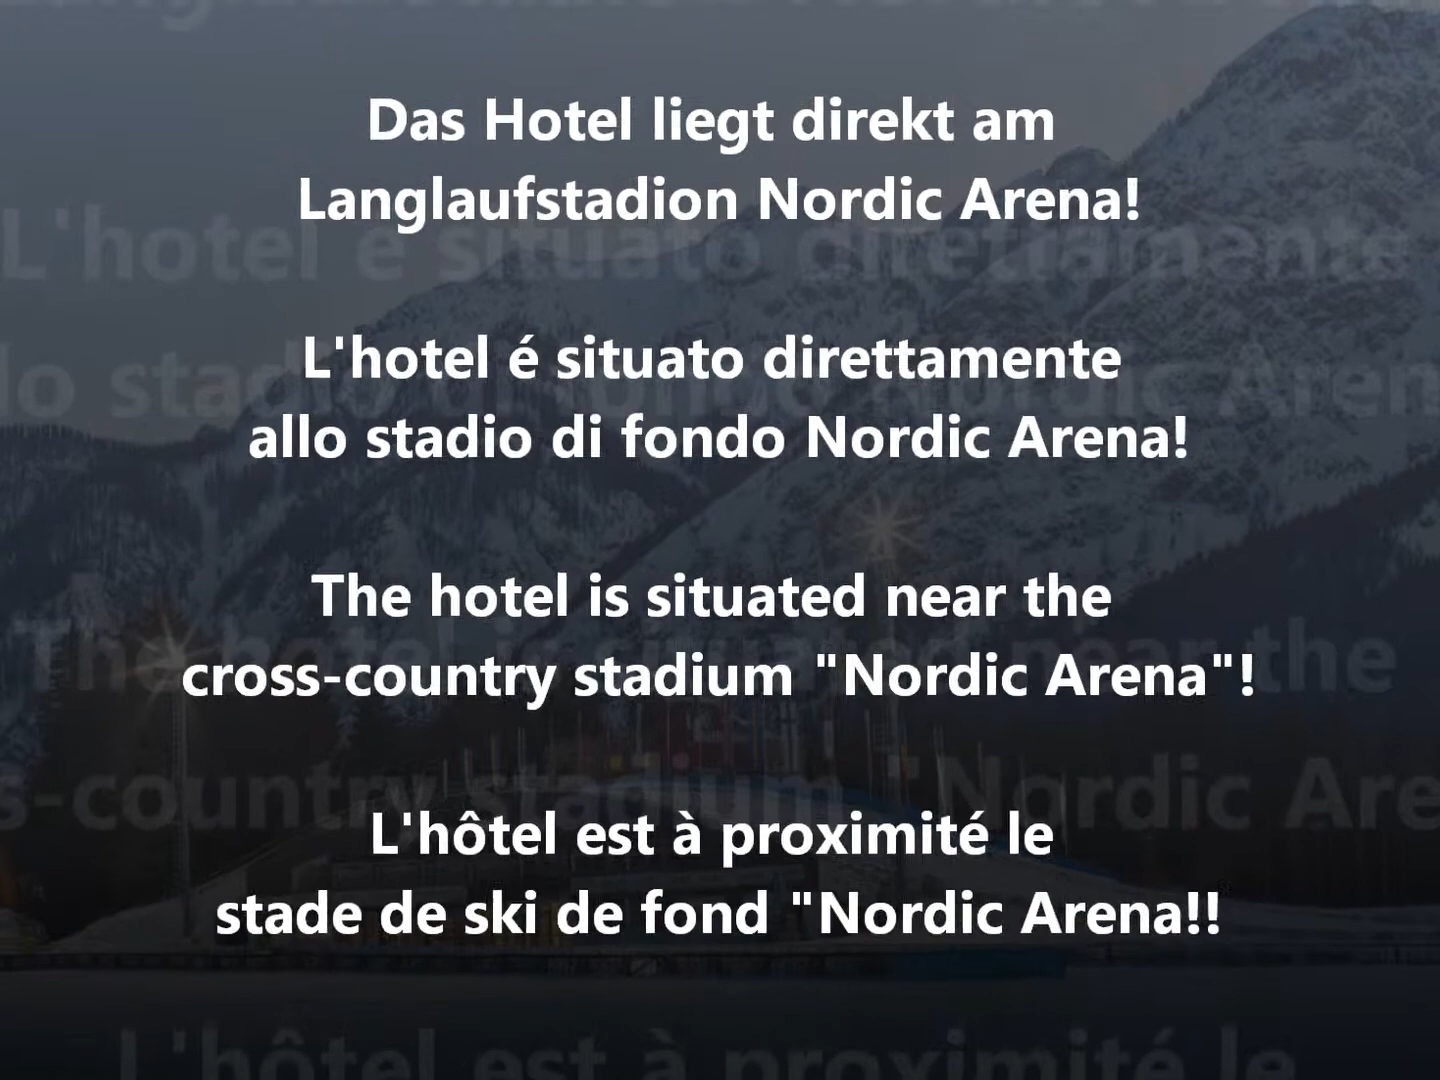 Das Hotel liegt direkt am
Langlaufstadion Nordic Arena!
L'hotel é situato direttamente
allo stadio di fondo Nordic Arena!
The hotel is situated near the
cross-country stadium "Nordic Arena"!
L'hôtel est à proximité le
stade de ski de fond "Nordic Arena!!